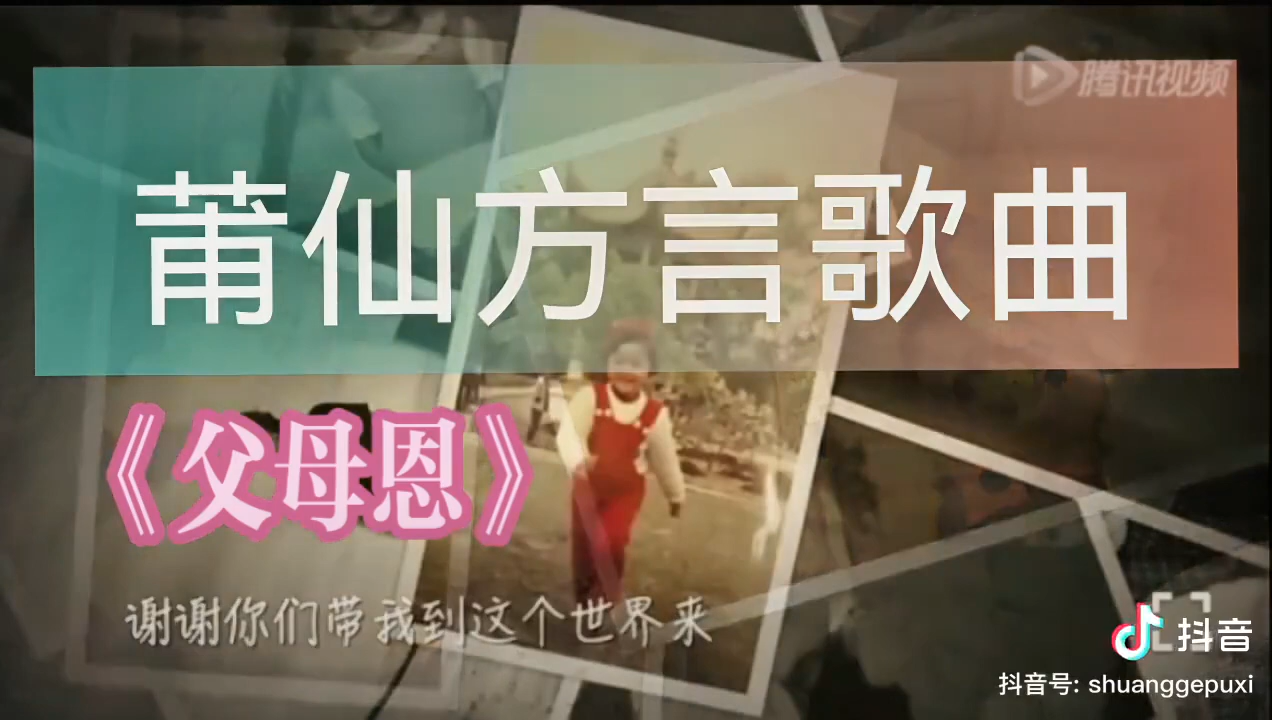 腾讯视频
莆仙方言歌曲
《父母恩》
谢谢你们带我到这个世界来
抖音
抖音号: shuanggepuxi